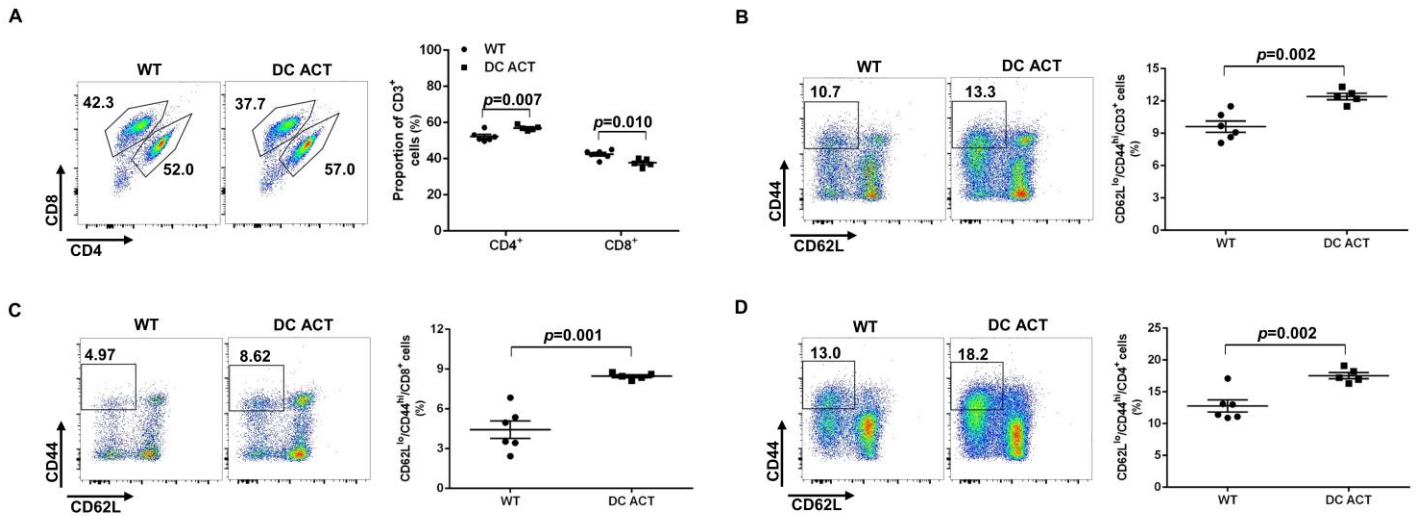 A
WT
DC ACT
42.3
52.0
37.7
57.0
CD8
CD4
WT
DC ACT
Proportion of CD3⁺
cells (%)
100
80
60
40
20
0
p=0.007
p=0.010
CD4⁺
CD8⁺
B
WT
DC ACT
10.7
13.3
CD44
CD62L
CD62Lˡᵒ/CD44ʰⁱ/CD3⁺ cells
(%)
15
12
9
6
3
0
p=0.002
WT
DC ACT
C
WT
DC ACT
4.97
8.62
CD44
CD62L
CD62Lˡᵒ/CD44ʰⁱ/CD8⁺ cells
(%)
12
9
6
3
0
p=0.001
WT
DC ACT
D
WT
DC ACT
13.0
18.2
CD44
CD62L
CD62Lˡᵒ/CD44ʰⁱ/CD4⁺ cells
(%)
25
20
15
10
5
0
p=0.002
WT
DC ACT